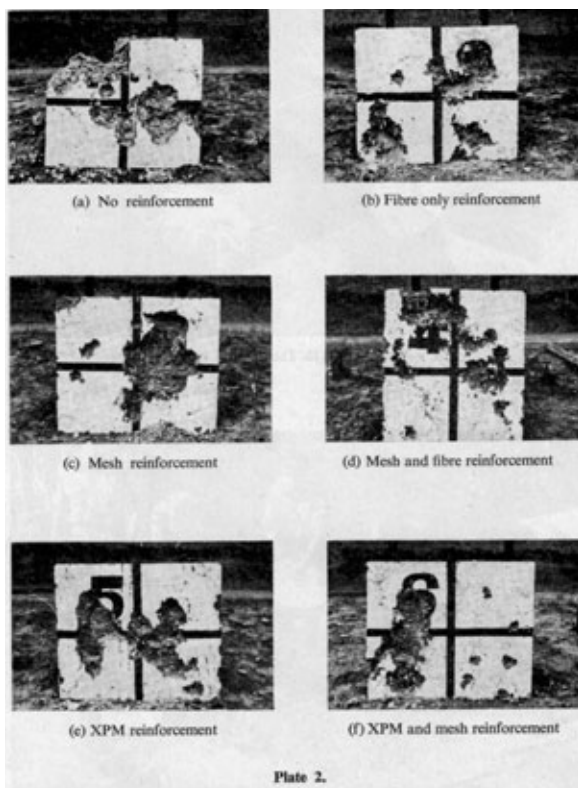 (a) No reinforcement
(b) Fibre only reinforcement
(c) Mesh reinforcement
4
(d) Mesh and fibre reinforcement
5
6
(e) XPM reinforcement
(f) XPM and mesh reinforcement
Plate 2.